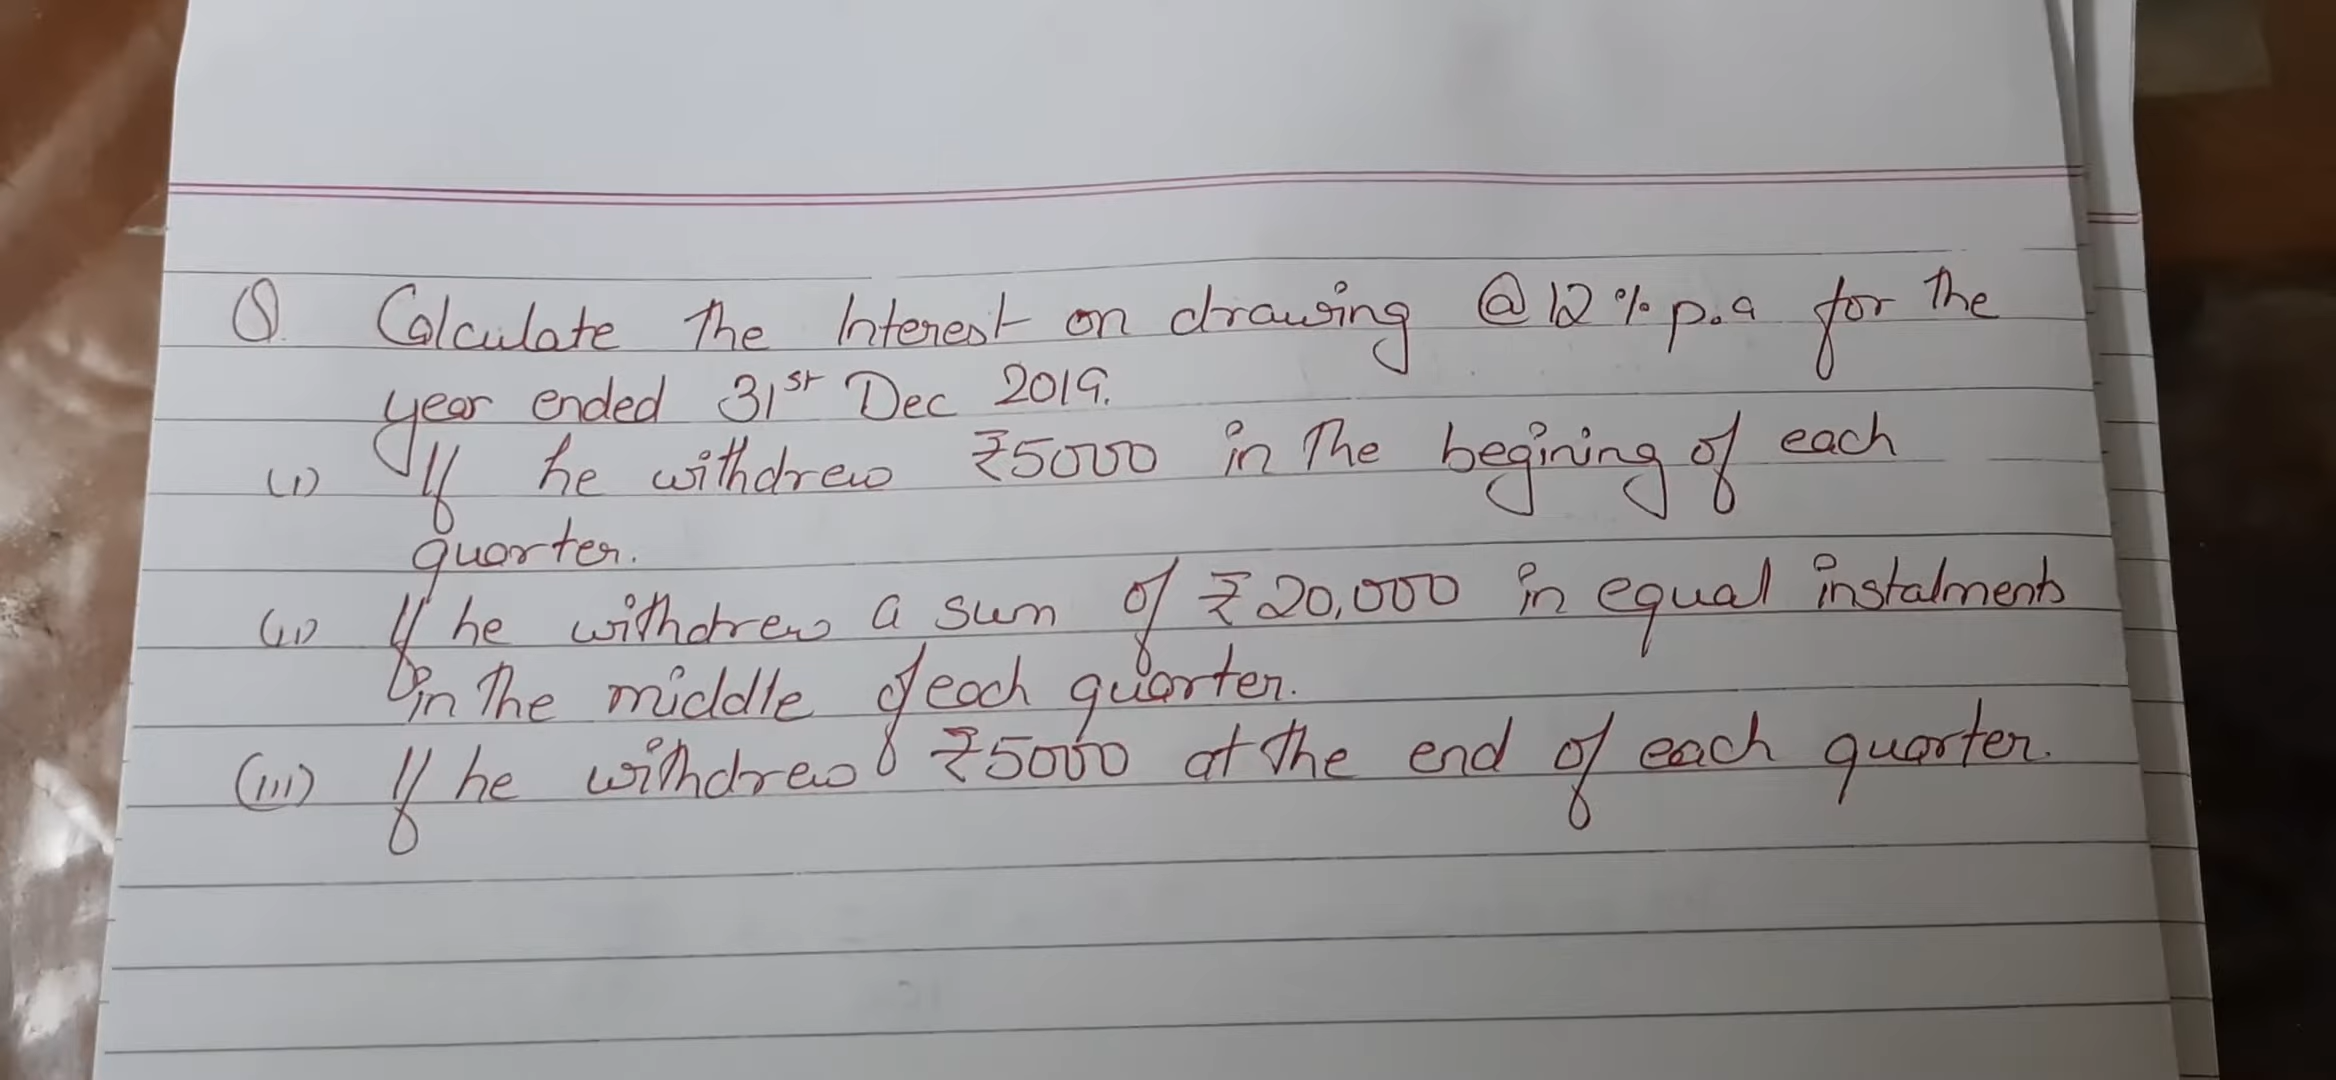 Q. Calculate the Interest on drawing @ 12% p.a for the
year ended 31st Dec 2019.
(i) If he withdrew ₹5000 in the begining of each
quarter.
(ii) If he withdrew a sum of ₹20,000 in equal instalments
in the middle of each quarter.
(iii) If he withdrew ₹5000 at the end of each quarter.